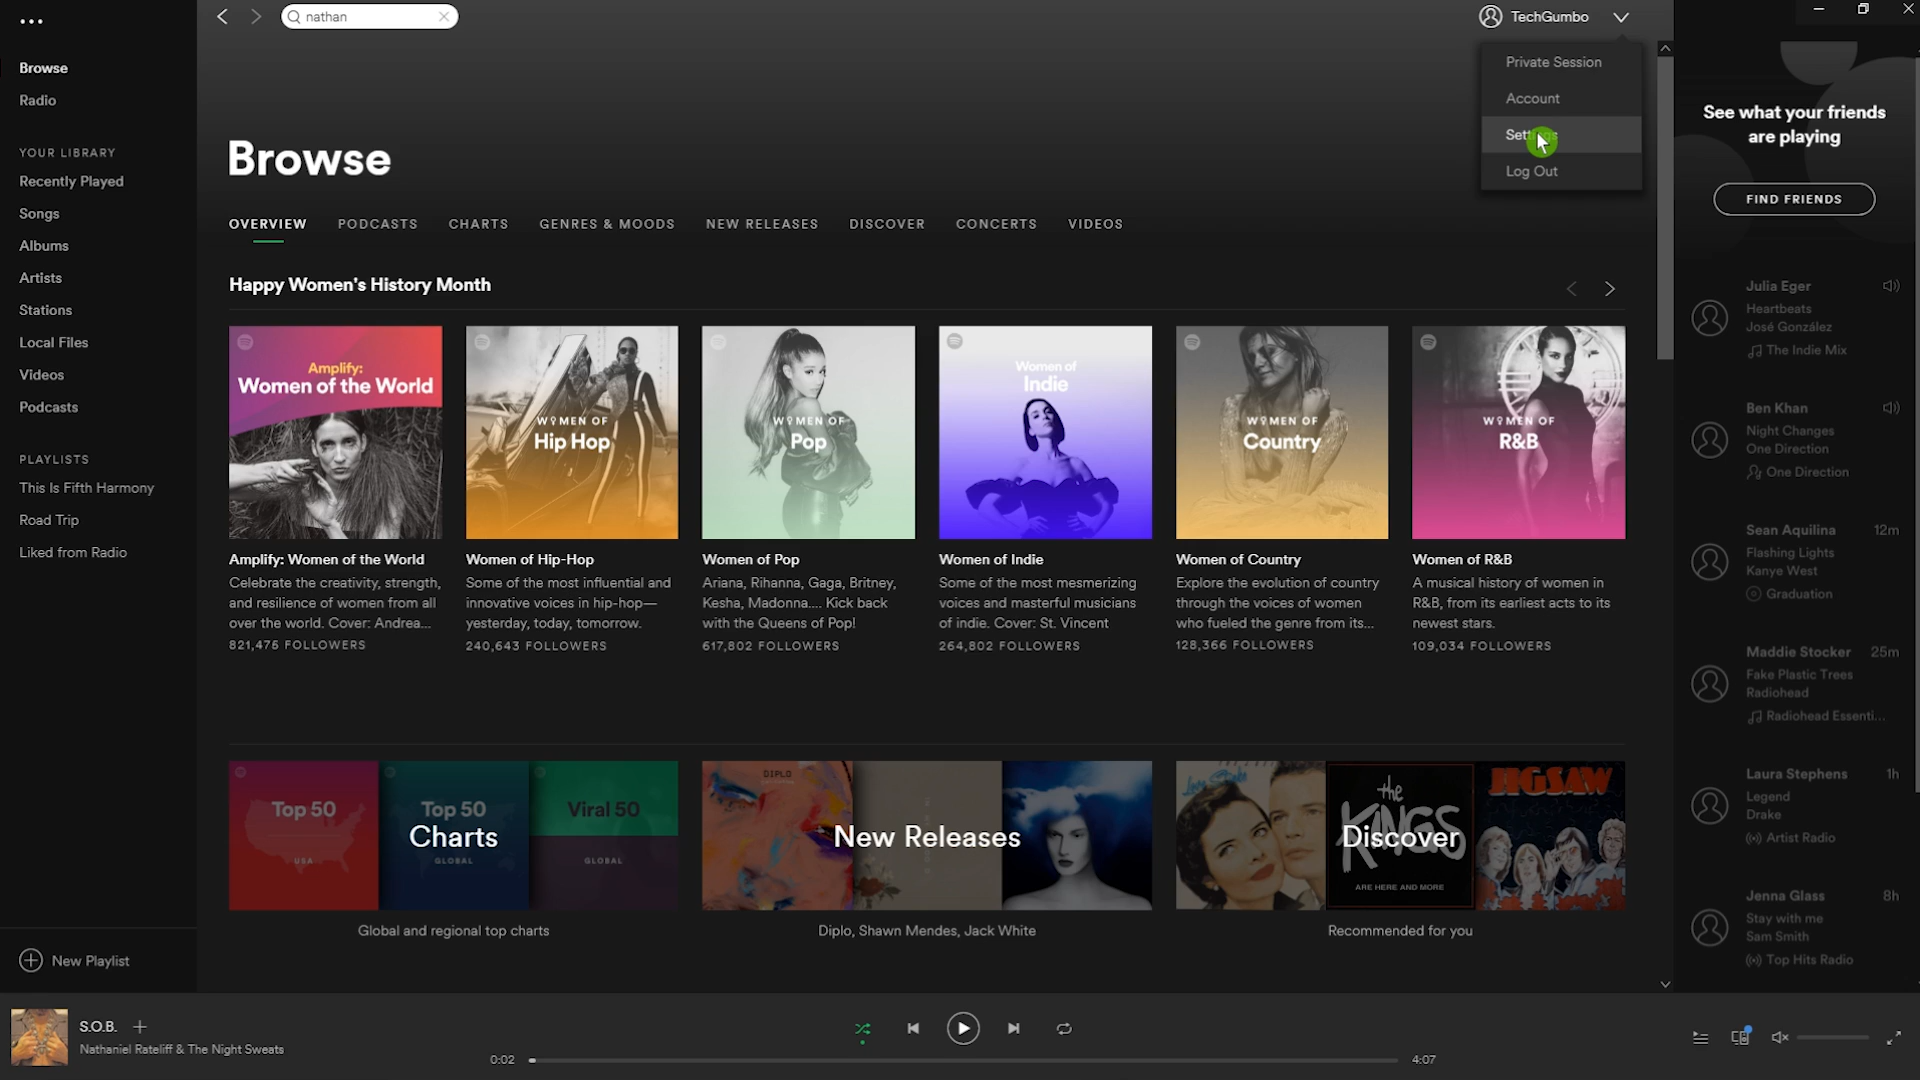 nathan
TechGumbo
Private Session
Account
Settings
Log Out
Browse
Radio
YOUR LIBRARY
Recently Played
Songs
Albums
Artists
Stations
Local Files
Videos
Podcasts
PLAYLISTS
This Is Fifth Harmony
Road Trip
Liked from Radio
New Playlist
Browse
OVERVIEW
PODCASTS
CHARTS
GENRES & MOODS
NEW RELEASES
DISCOVER
CONCERTS
VIDEOS
Happy Women's History Month
Amplify:
Women of the World
WOMEN OF
Hip Hop
WOMEN OF
Pop
Women of
Indie
WOMEN OF
Country
WOMEN OF
R&B
Amplify: Women of the World
Celebrate the creativity, strength,
and resilience of women from all
over the world. Cover: Andrea...
821,475 FOLLOWERS
Women of Hip-Hop
Some of the most influential and
innovative voices in hip-hop—
yesterday, today, tomorrow.
240,643 FOLLOWERS
Women of Pop
Ariana, Rihanna, Gaga, Britney,
Kesha, Madonna.... Kick back
with the Queens of Pop!
617,802 FOLLOWERS
Women of Indie
Some of the most mesmerizing
voices and masterful musicians
of indie. Cover: St. Vincent
264,802 FOLLOWERS
Women of Country
Explore the evolution of country
through the voices of women
who fueled the genre from its...
128,366 FOLLOWERS
Women of R&B
A musical history of women in
R&B, from its earliest acts to its
newest stars.
109,034 FOLLOWERS
Top 50
USA
Top 50
GLOBAL
Viral 50
GLOBAL
Charts
Global and regional top charts
DIPLO
New Releases
Diplo, Shawn Mendes, Jack White
the
KINGS
ARE HERE AND MORE
JIGSAW
Discover
Recommended for you
See what your friends
are playing
FIND FRIENDS
Julia Eger
Heartbeats
José González
The Indie Mix
Ben Khan
Night Changes
One Direction
One Direction
Sean Aquilina 12m
Flashing Lights
Kanye West
Graduation
Maddie Stocker 25m
Fake Plastic Trees
Radiohead
Radiohead Essenti...
Laura Stephens 1h
Legend
Drake
Artist Radio
Jenna Glass 8h
Stay with me
Sam Smith
Top Hits Radio
S.O.B.
Nathaniel Rateliff & The Night Sweats
0:02
4:07